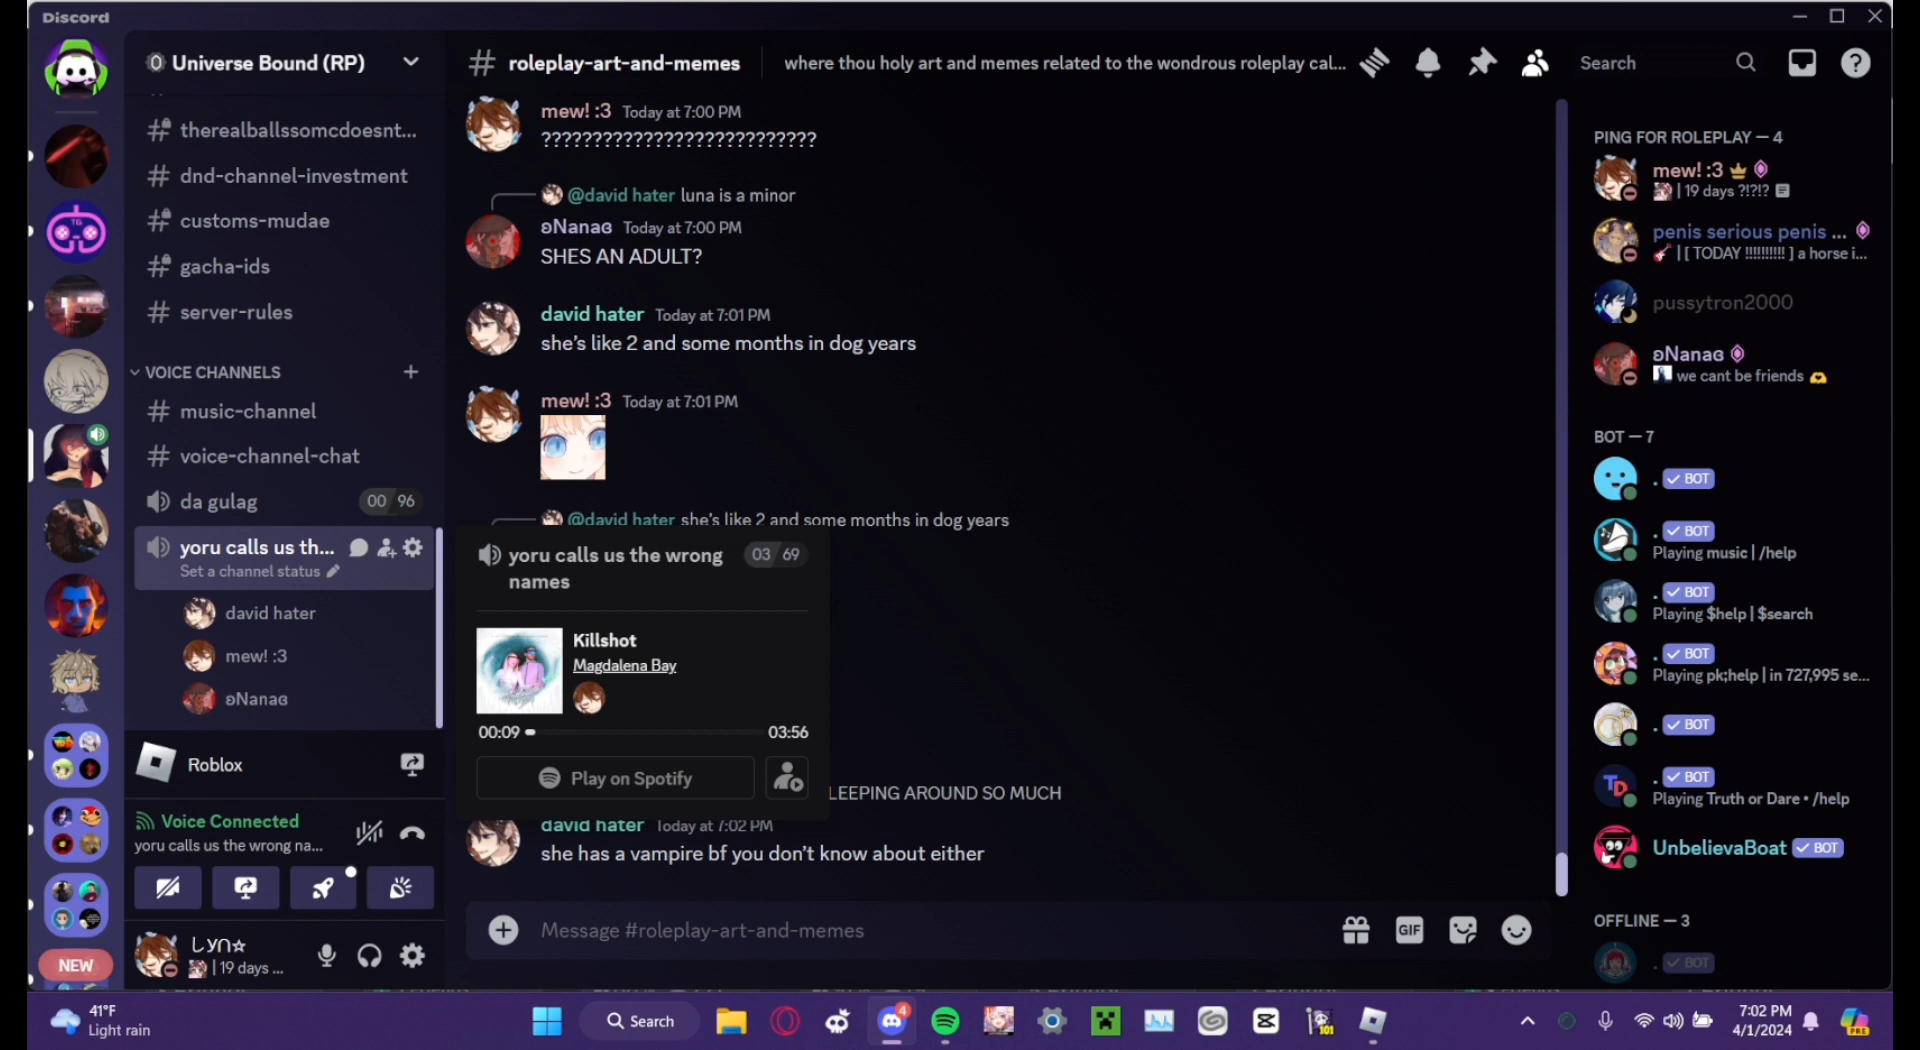 Discord
Universe Bound (RP)
therealballssomcdoesnt...
dnd-channel-investment
customs-mudae
gacha-ids
server-rules
VOICE CHANNELS
music-channel
voice-channel-chat
da gulag
00 96
yoru calls us th...
Set a channel status
david hater
mew! :3
ʚNanaɞ
Roblox
Voice Connected
yoru calls us the wrong na...
| 19 days ...
NEW
# roleplay-art-and-memes
where thou holy art and memes related to the wondrous roleplay cal...
Search
mew! :3 Today at 7:00 PM
???????????????????????????
@david hater luna is a minor
ʚNanaɞ Today at 7:00 PM
SHES AN ADULT?
david hater Today at 7:01 PM
she's like 2 and some months in dog years
mew! :3 Today at 7:01 PM
@david hater she's like 2 and some months in dog years
yoru calls us the wrong
names
03 69
Killshot
Magdalena Bay
00:09
03:56
Play on Spotify
LEEPING AROUND SO MUCH
david hater Today at 7:02 PM
she has a vampire bf you don't know about either
Message #roleplay-art-and-memes
GIF
PING FOR ROLEPLAY — 4
mew! :3
| 19 days ?!?!?
penis serious penis ...
| [ TODAY !!!!!!!!!! ] a horse i...
pussytron2000
ʚNanaɞ
we cant be friends
BOT — 7
. BOT
. BOT
Playing music | /help
. BOT
Playing $help | $search
. BOT
Playing pk;help | in 727,995 se...
. BOT
TD
. BOT
Playing Truth or Dare • /help
UnbelievaBoat BOT
OFFLINE — 3
. BOT
41°F
Light rain
Search
4
101
7:02 PM
4/1/2024
PRE